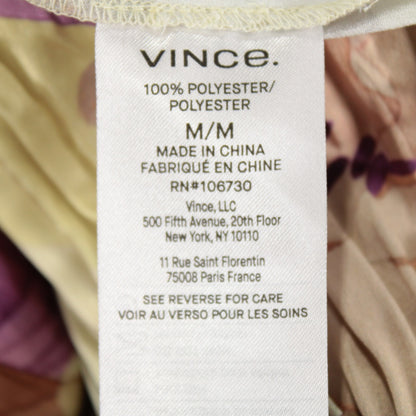 VINCE.
100% POLYESTER/
POLYESTER
M/M
MADE IN CHINA
FABRIQUÉ EN CHINE
RN#106730
Vince, LLC
500 Fifth Avenue, 20th Floor
New York, NY 10110
11 Rue Saint Florentin
75008 Paris France
SEE REVERSE FOR CARE
VOIR AU VERSO POUR LES SOINS